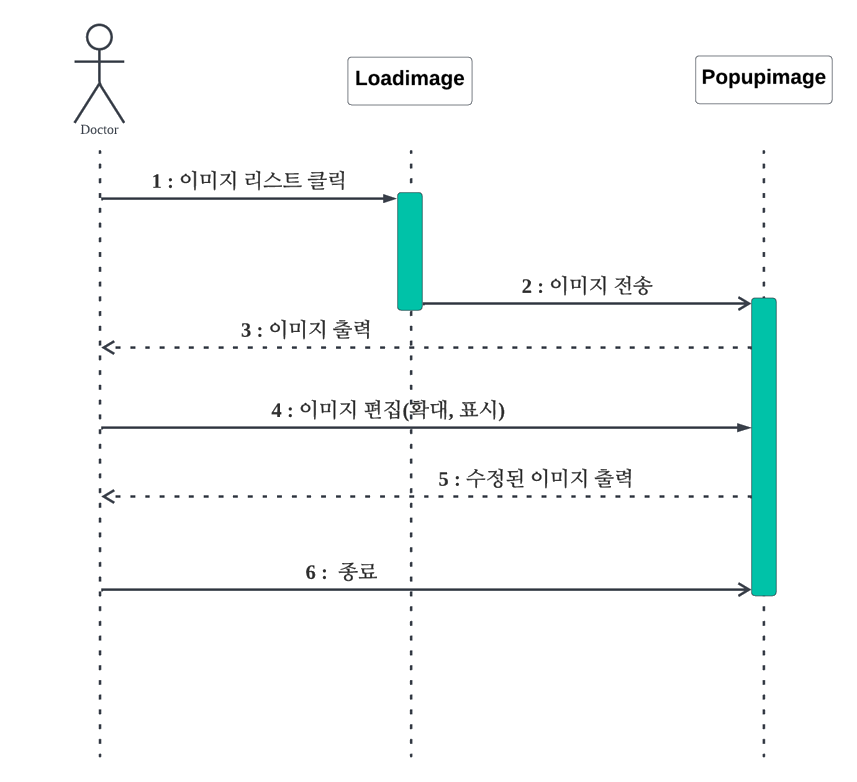 Doctor
Loadimage
Popupimage
1 : 이미지 리스트 클릭
2 : 이미지 전송
3 : 이미지 출력
4 : 이미지 편집(확대, 표시)
5 : 수정된 이미지 출력
6 :  종료